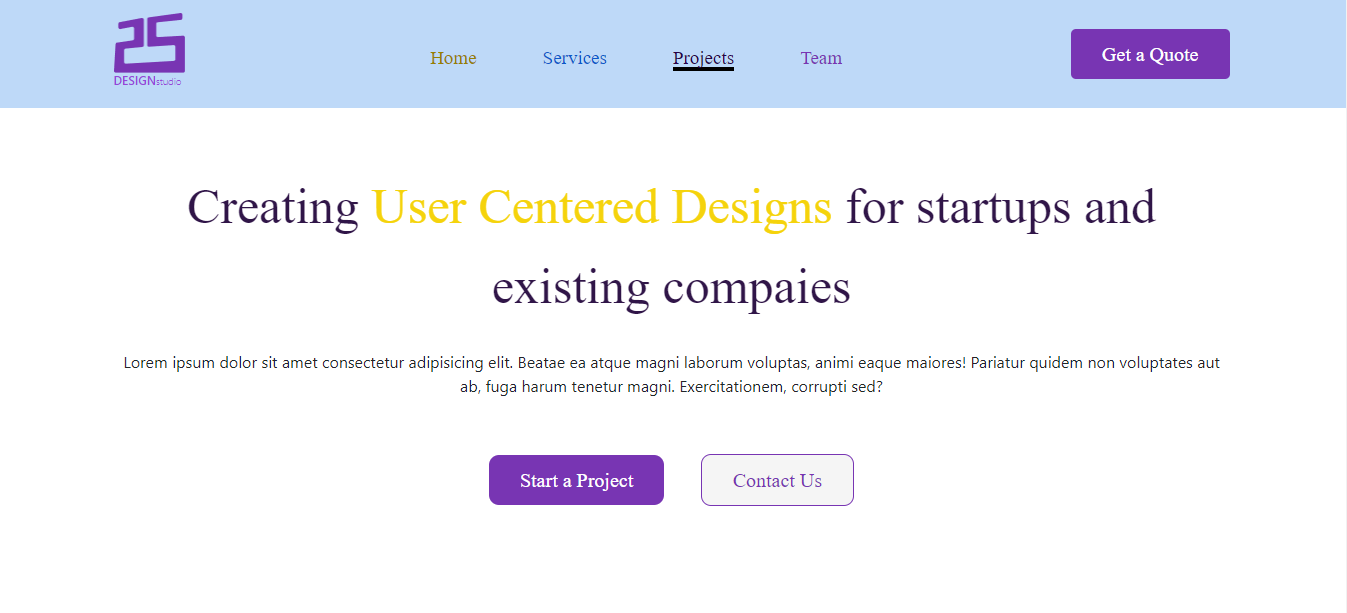 25
DESIGNstudio
Home Services Projects Team
Get a Quote
Creating User Centered Designs for startups and
existing compaies
Lorem ipsum dolor sit amet consectetur adipisicing elit. Beatae ea atque magni laborum voluptas, animi eaque maiores! Pariatur quidem non voluptates aut
ab, fuga harum tenetur magni. Exercitationem, corrupti sed?
Start a Project Contact Us